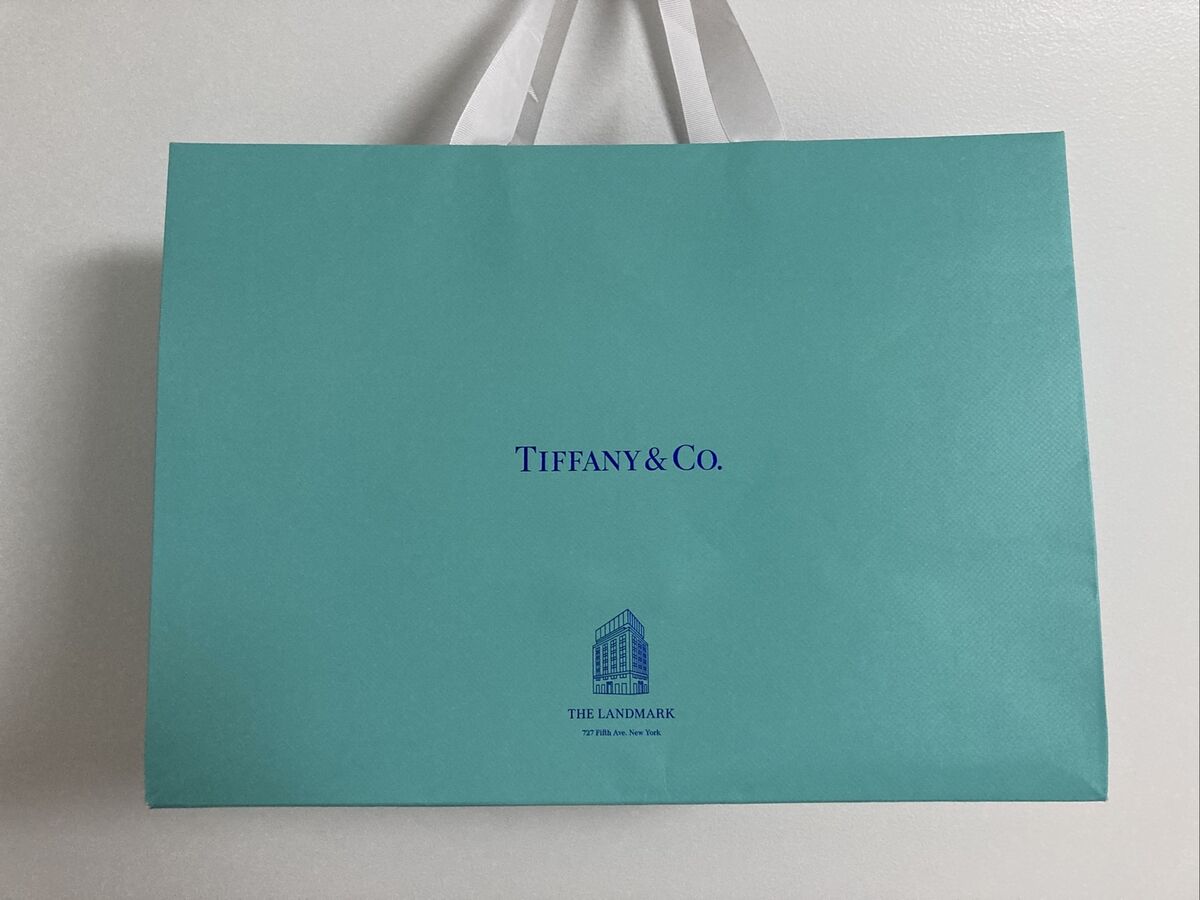 TIFFANY & CO.
THE LANDMARK
727 Fifth Ave. New York